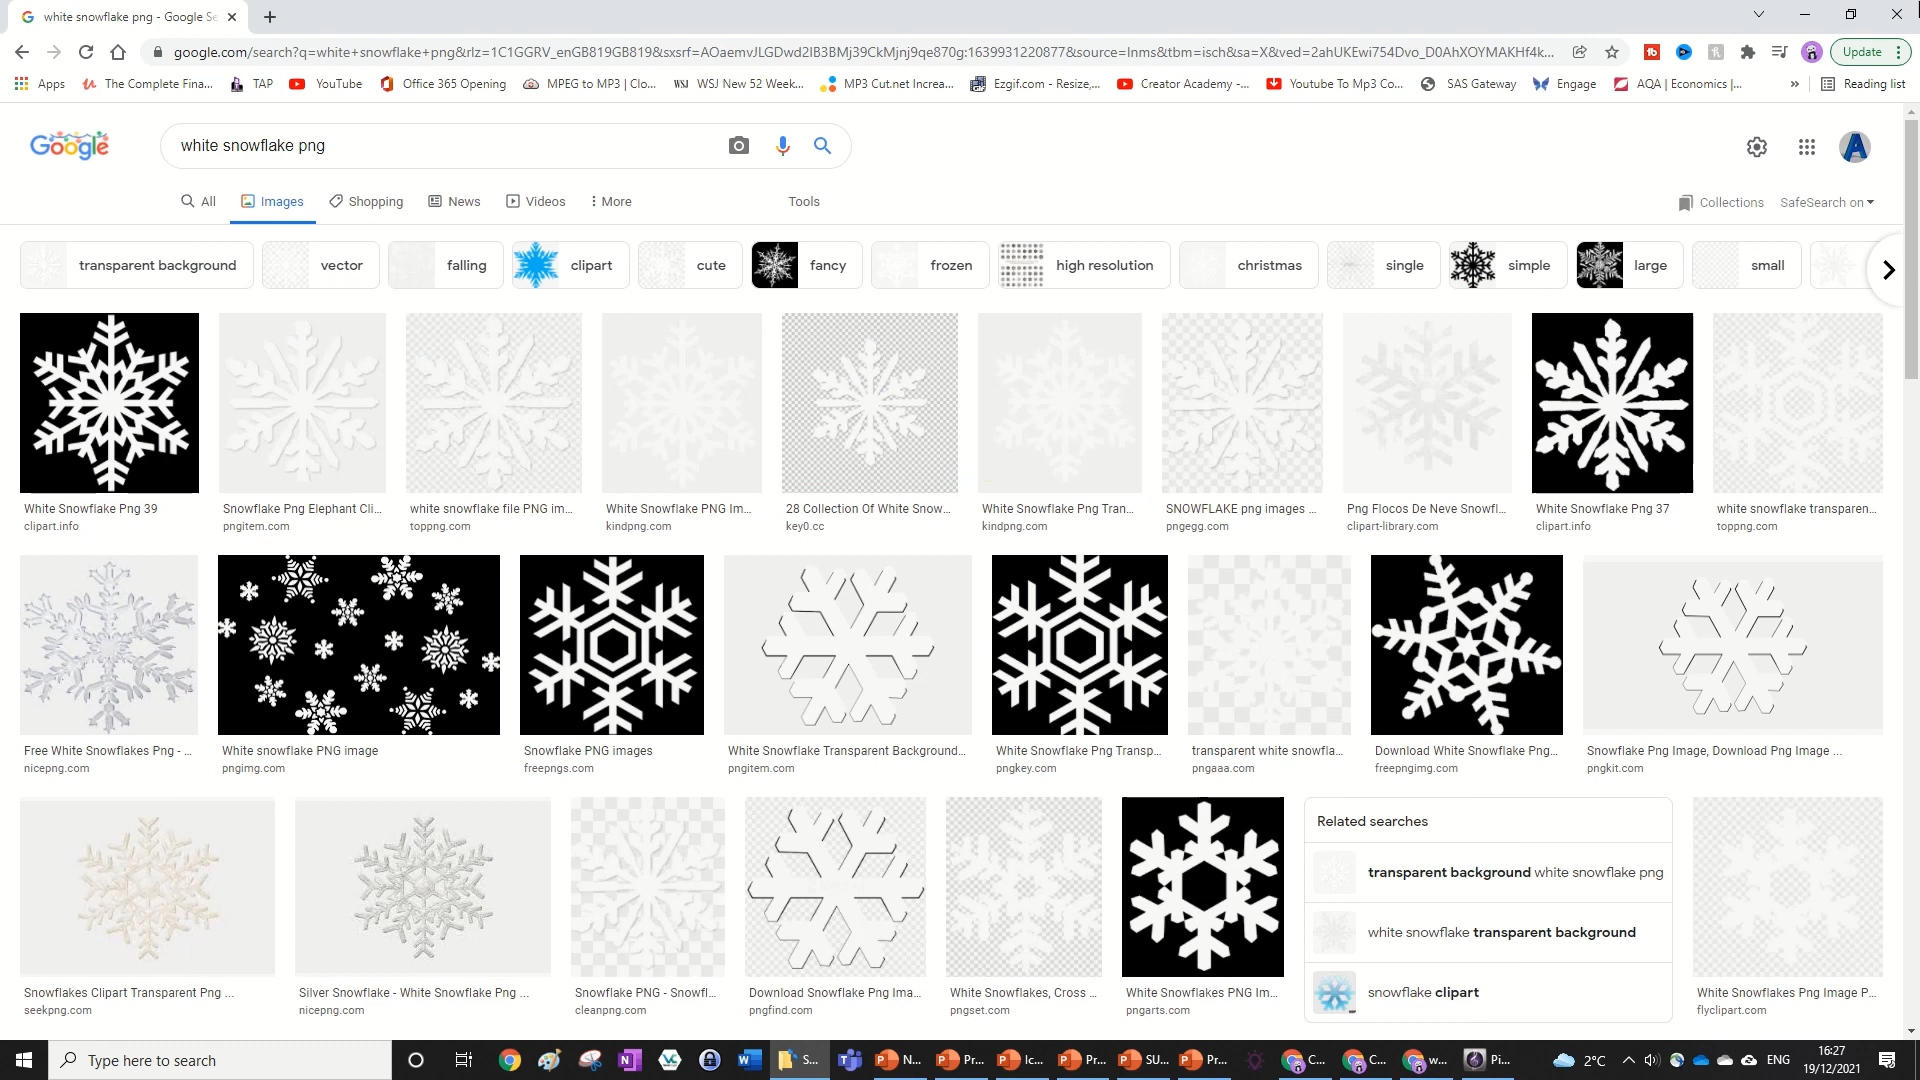 white snowflake png - Google Se
google.com/search?q=white+snowflake+png&rlz=1C1GGRV_enGB819GB819&sxsrf=AOaemvJLGDwd2IB3BMj39CkMjnj9qe870g:1639931220877&source=lnms&tbm=isch&sa=X&ved=2ahUKEwi754Dvo_D0AhXOYMAKHf4k...
Update
Apps
The Complete Fina...
TAP
YouTube
Office 365 Opening
MPEG to MP3 | Clo...
WSJ New 52 Week...
MP3 Cut.net Increa...
Ezgif.com - Resize,...
Creator Academy -...
Youtube To Mp3 Co...
SAS Gateway
Engage
AQA | Economics |...
Reading list
Google
white snowflake png
All
Images
Shopping
News
Videos
More
Tools
Collections
SafeSearch on
transparent background
vector
falling
clipart
cute
fancy
frozen
high resolution
christmas
single
simple
large
small
White Snowflake Png 39
clipart.info
Snowflake Png Elephant Cli...
pngitem.com
white snowflake file PNG im...
toppng.com
White Snowflake PNG Im...
kindpng.com
28 Collection Of White Snow...
key0.cc
White Snowflake Png Tran...
kindpng.com
SNOWFLAKE png images ...
pngegg.com
Png Flocos De Neve Snowfl...
clipart-library.com
White Snowflake Png 37
clipart.info
white snowflake transparen...
toppng.com
Free White Snowflakes Png - ...
nicepng.com
White snowflake PNG image
pngimg.com
Snowflake PNG images
freepngs.com
White Snowflake Transparent Background...
pngitem.com
White Snowflake Png Transp...
pngkey.com
transparent white snowfla...
pngaaa.com
Download White Snowflake Png...
freepngimg.com
Snowflake Png Image, Download Png Image ...
pngkit.com
Snowflakes Clipart Transparent Png ...
seekpng.com
Silver Snowflake - White Snowflake Png ...
nicepng.com
Snowflake PNG - Snowfl...
cleanpng.com
Download Snowflake Png Ima...
pngfind.com
White Snowflakes, Cross ...
pngset.com
White Snowflakes PNG Im...
pngarts.com
Related searches
transparent background white snowflake png
white snowflake transparent background
snowflake clipart
White Snowflakes Png Image P...
flyclipart.com
Type here to search
S...
N...
Pr...
Ic...
Pr...
SU...
Pr...
C...
C...
w...
Pi...
2°C
ENG
16:27
19/12/2021